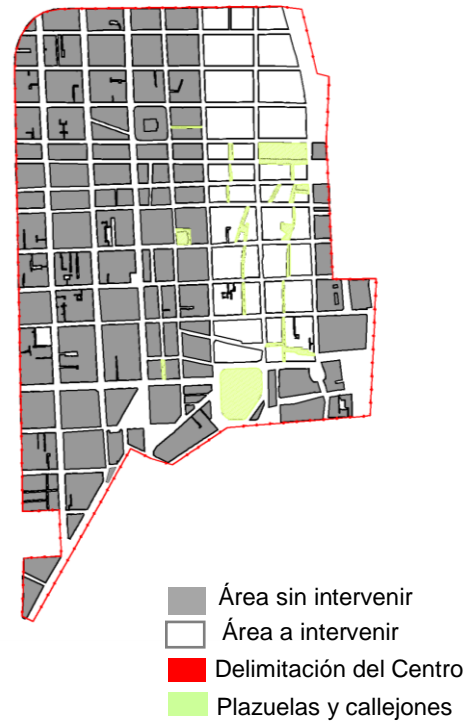 Área sin intervenir
Área a intervenir
Delimitación del Centro
Plazuelas y callejones